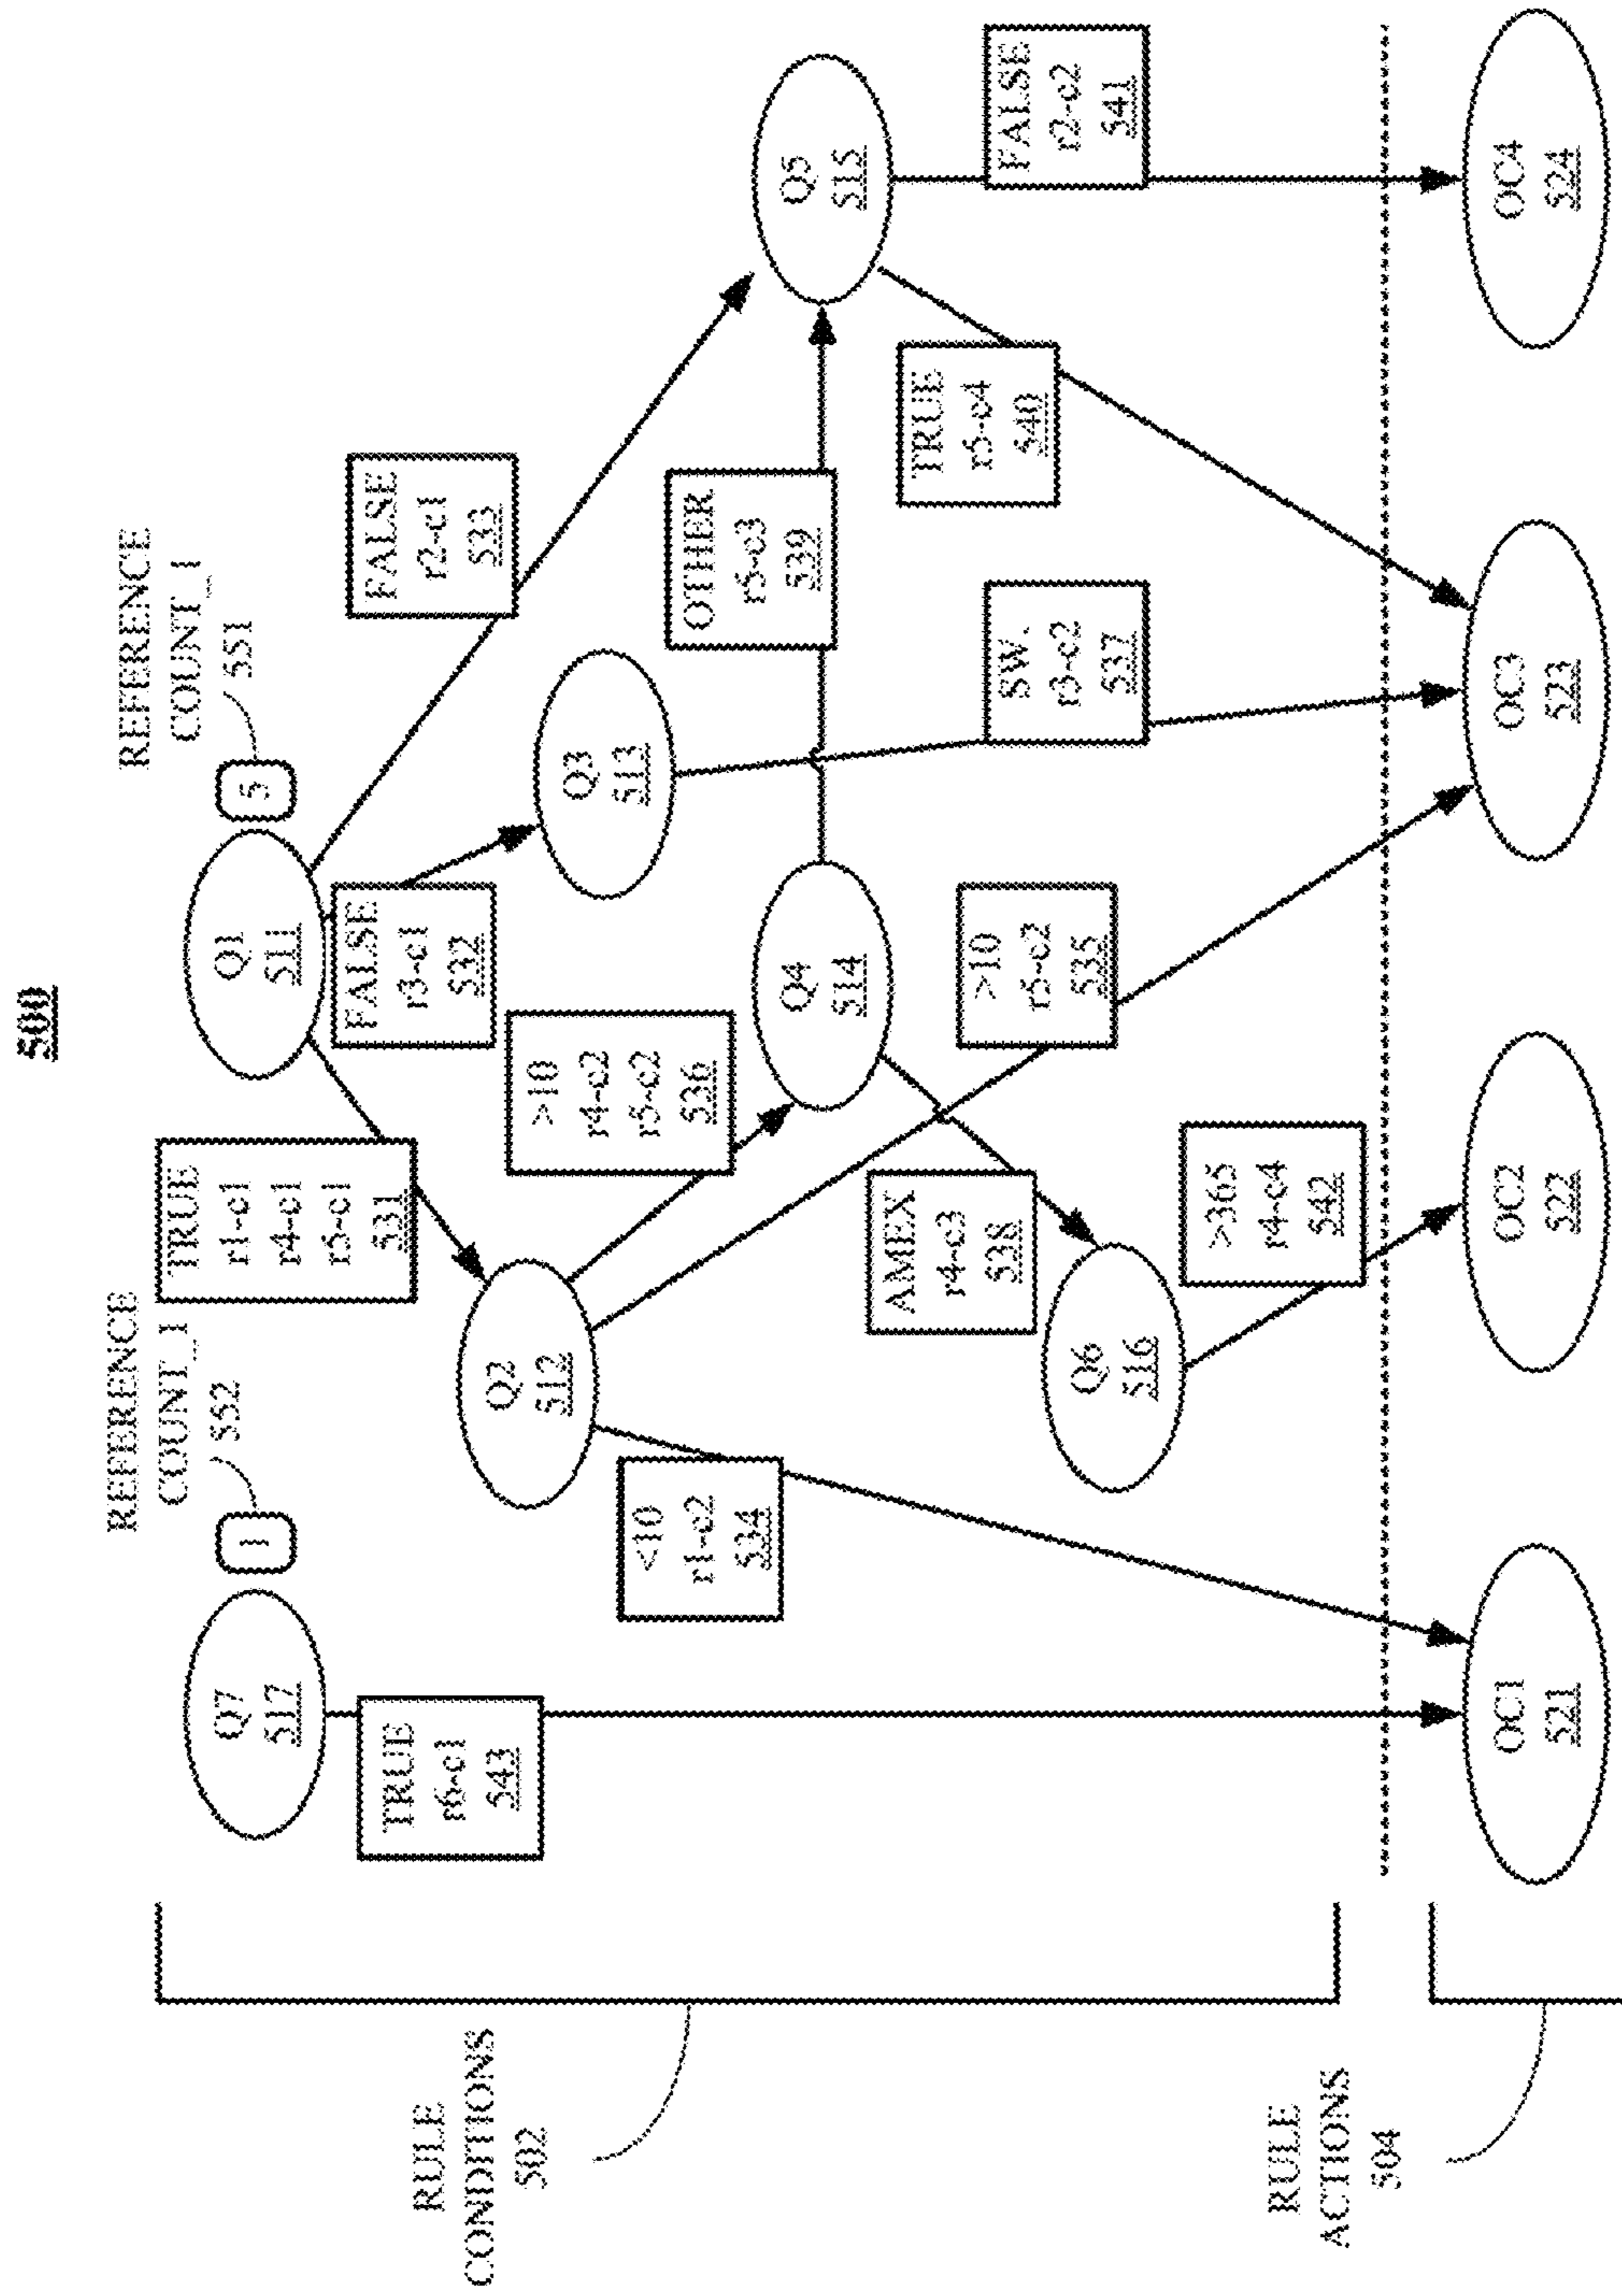 500
REFERENCE
COUNT_1
552
REFERENCE
COUNT_1
551
Q7
517
1
Q1
511
5
TRUE
r1-c1
r4-c1
r5-c1
531
FALSE
r3-c1
532
FALSE
r2-c1
533
TRUE
r6-c1
543
Q2
512
>10
r4-c2
r5-c2
536
Q3
513
<10
r1-c2
534
OTHER
r5-c3
539
Q4
514
Q5
515
AMEX
r4-c3
538
>10
r5-c2
535
SW.
r3-c2
537
TRUE
r5-c4
540
FALSE
r2-c2
541
Q6
516
>365
r4-c4
542
RULE
CONDITIONS
502
RULE
ACTIONS
504
OC1
521
OC2
522
OC3
523
OC4
524